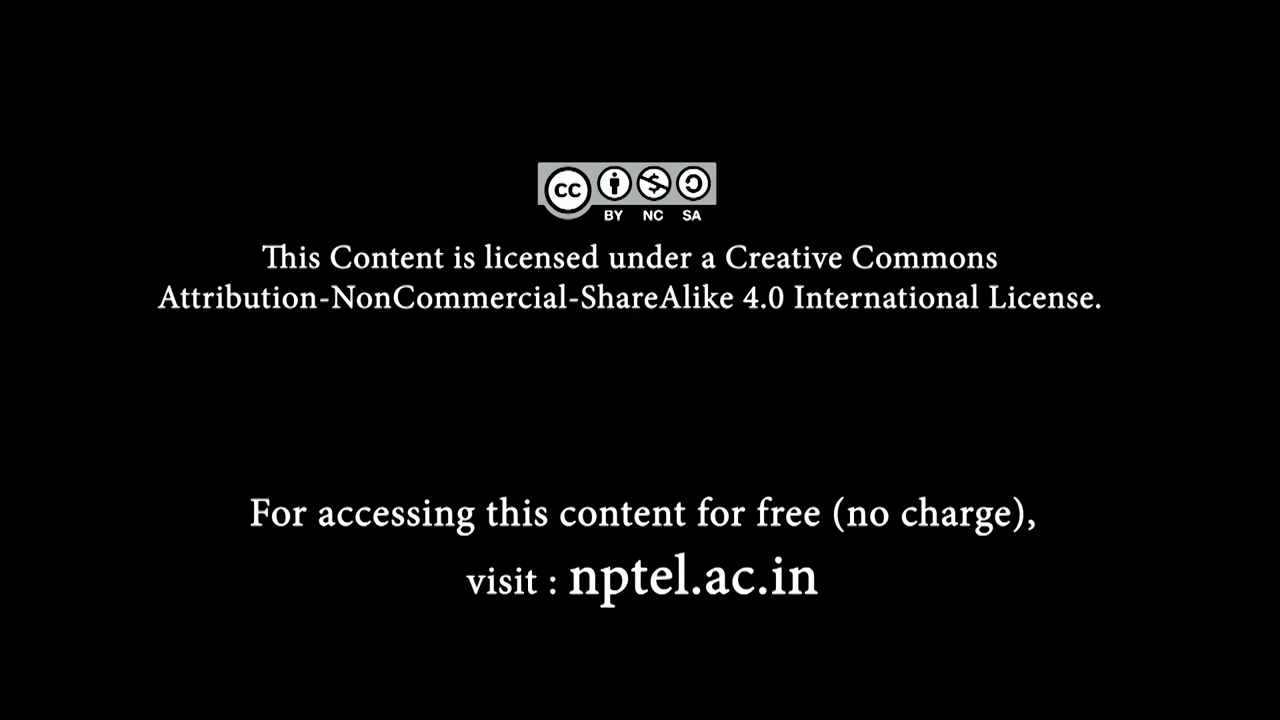 cc
BY NC SA
This Content is licensed under a Creative Commons
Attribution-NonCommercial-ShareAlike 4.0 International License.
For accessing this content for free (no charge),
visit : nptel.ac.in